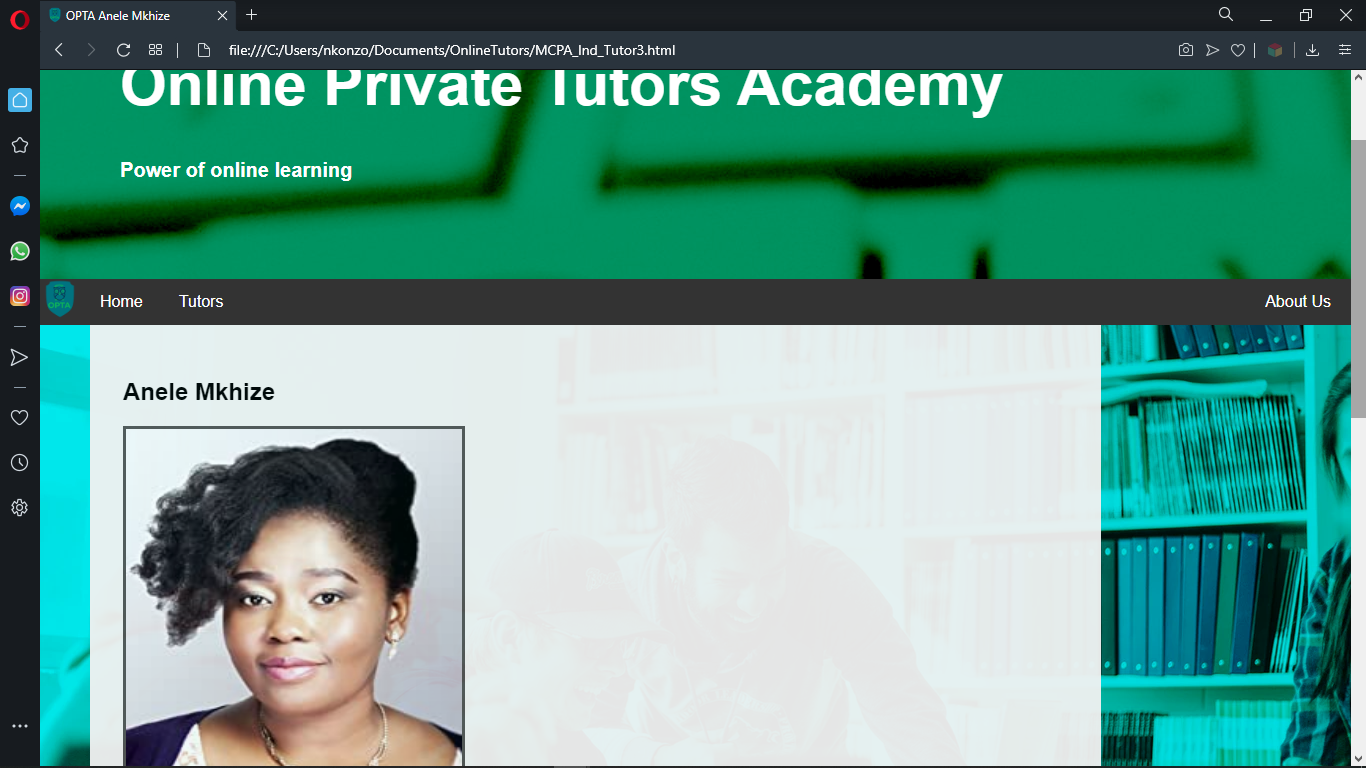 OPTA Anele Mkhize
file:///C:/Users/nkonzo/Documents/OnlineTutors/MCPA_Ind_Tutor3.html
Online Private Tutors Academy
Power of online learning
OPTA
Home
Tutors
About Us
Anele Mkhize